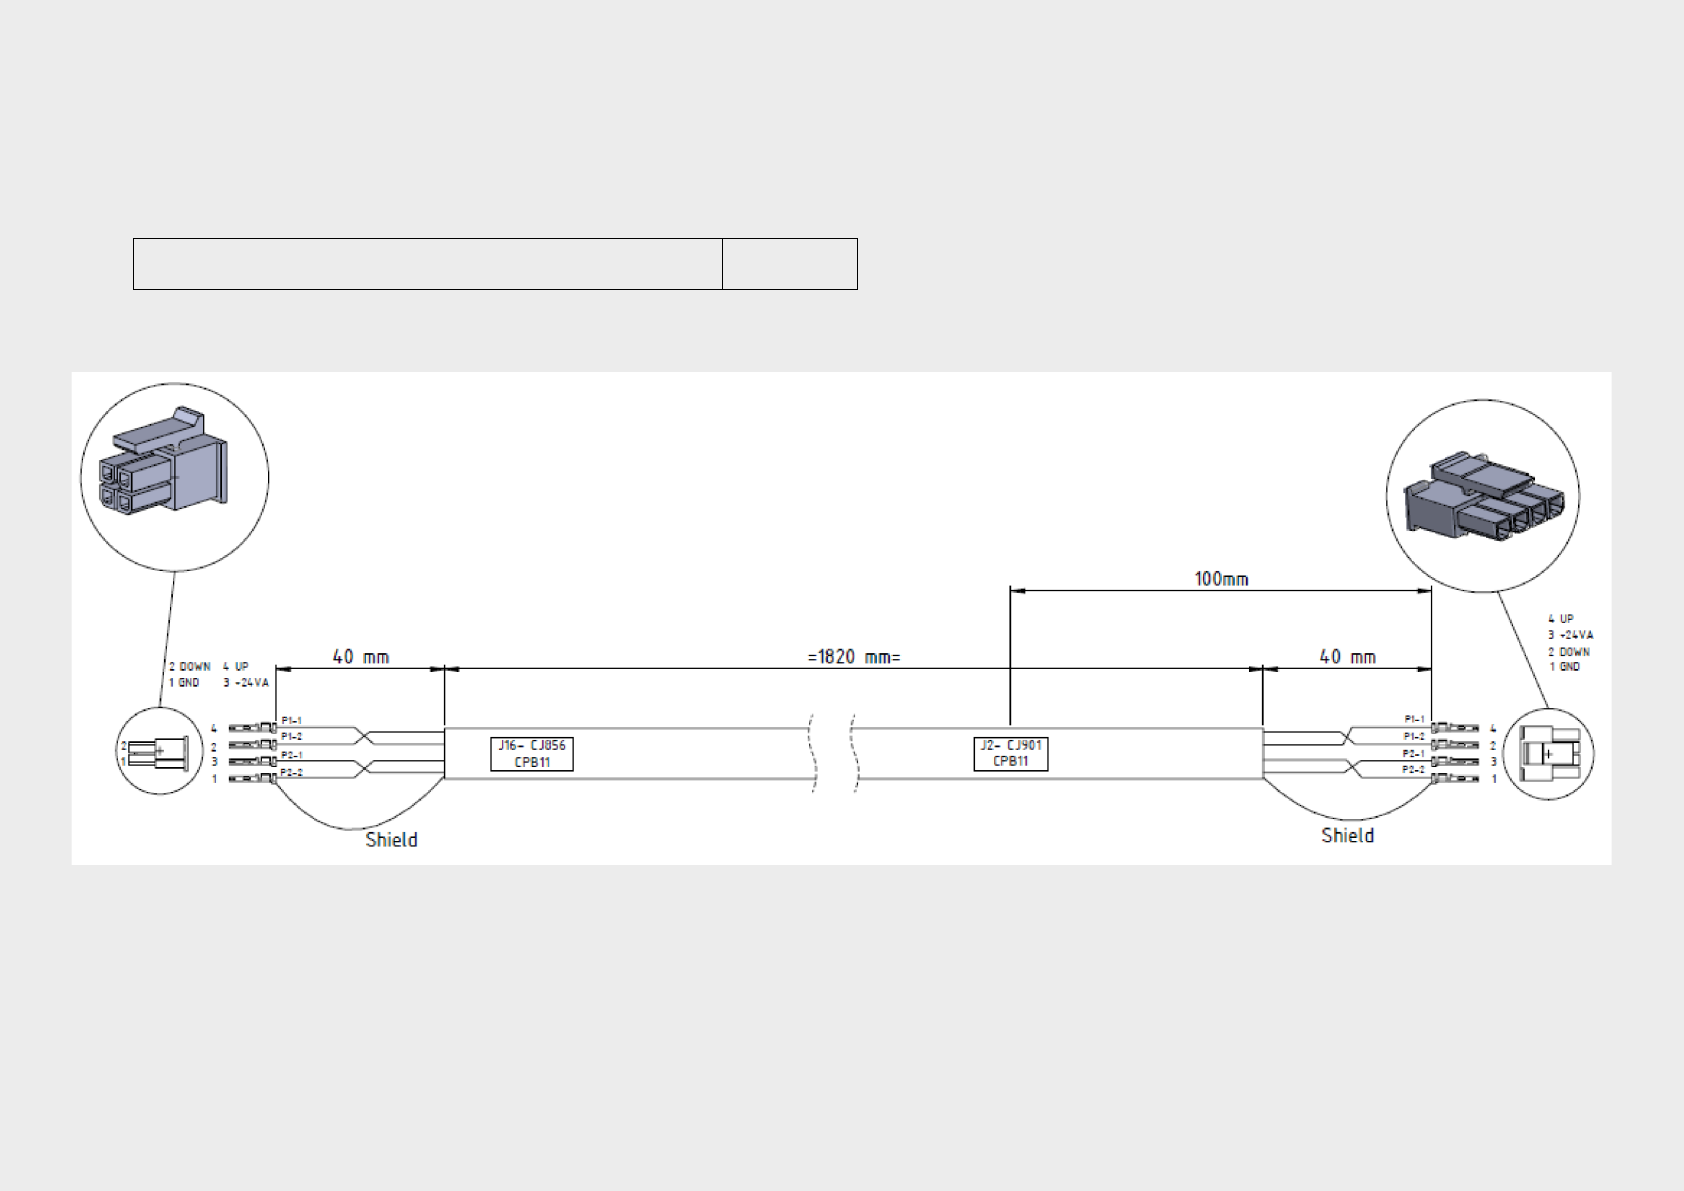 100mm
4 UP
3 +24VA
2 DOWN
1 GND
40 mm
=1820 mm=
40 mm
2 DOWN 4 UP
1 GND 3 +24VA
4
2
3
1
P1-1
P1-2
P2-1
P2-2
2
1
J16- CJ856
CPB11
J2- CJ901
CPB11
P1-1
P1-2
P2-1
P2-2
4
2
3
1
Shield
Shield